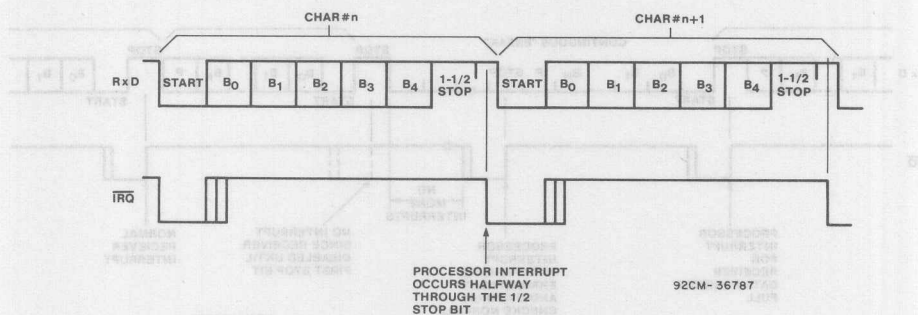 CHAR#n
CHAR#n+1
RxD
START
B0
B1
B2
B3
B4
1-1/2
STOP
START
B0
B1
B2
B3
B4
1-1/2
STOP
IRQ
PROCESSOR INTERRUPT
OCCURS HALFWAY
THROUGH THE 1/2
STOP BIT
92CM-36787